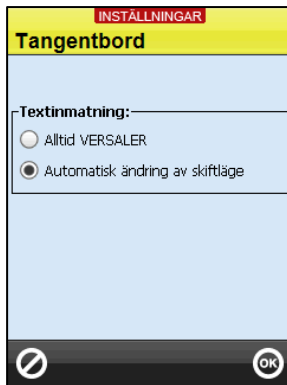 INSTÄLLNINGAR
Tangentbord
Textinmatning:
Alltid VERSALER
Automatisk ändring av skiftläge
OK